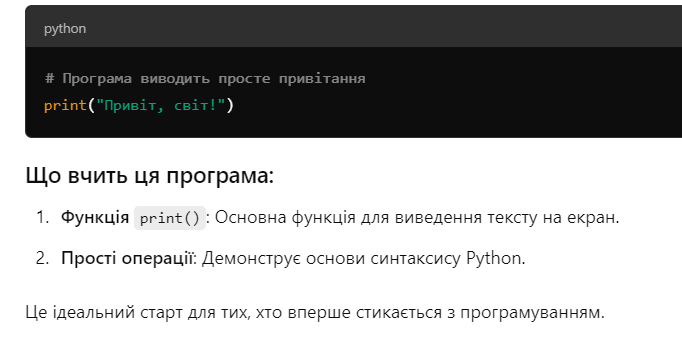 python
# Програма виводить просте привітання
print("Привіт, світ!")
Що вчить ця програма:
1. Функція print(): Основна функція для виведення тексту на екран.
2. Прості операції: Демонструє основи синтаксису Python.
Це ідеальний старт для тих, хто вперше стикається з програмуванням.